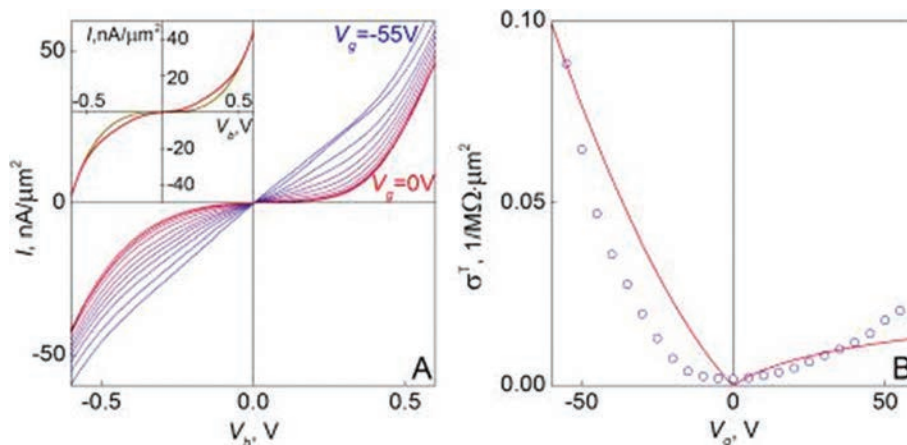 I, nA/μm²
50
0
-50
-0.5
0.0
0.5
V_b, V
I,nA/μm²
40
20
-20
-40
-0.5
0.5
V_b, V
V_g=-55V
V_g=0V
A
σ^T, 1/MΩ·μm²
0.10
0.05
0.00
-50
0
50
V_g, V
B